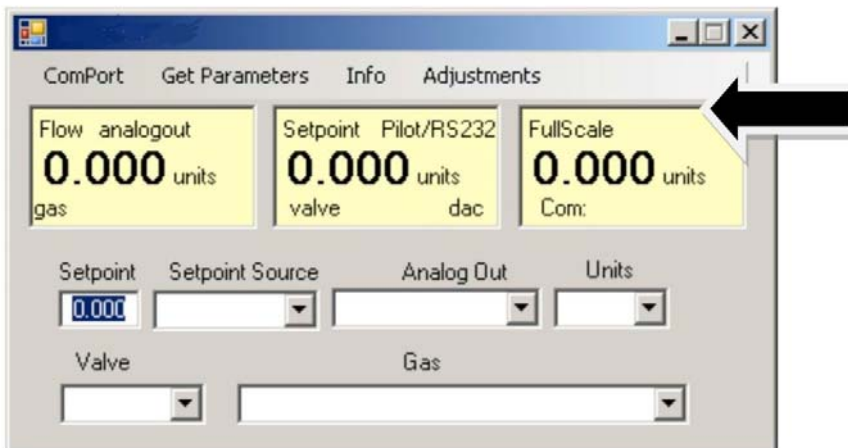 ComPort Get Parameters Info Adjustments
Flow analogout
0.000 units
gas
Setpoint Pilot/RS232
0.000 units
valve dac
FullScale
0.000 units
Com:
Setpoint Setpoint Source Analog Out Units
0.000
Valve Gas